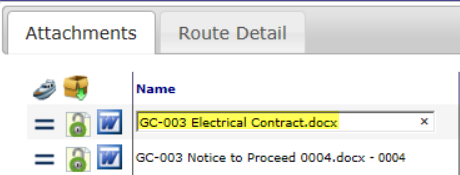 Attachments Route Detail
Name
GC-003 Electrical Contract.docx ×
GC-003 Notice to Proceed 0004.docx - 0004